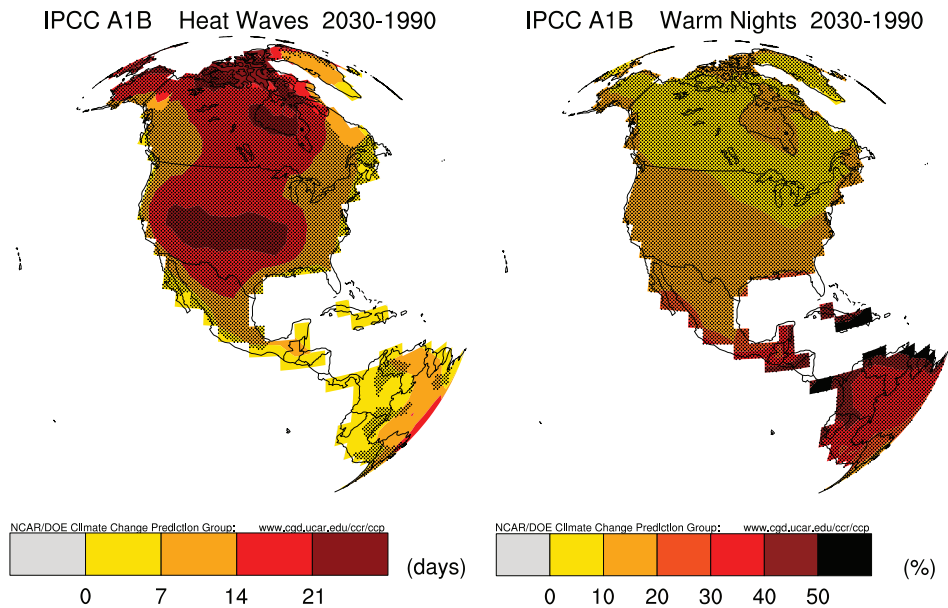 IPCC A1B Heat Waves 2030-1990
NCAR/DOE Climate Change Prediction Group: www.cgd.ucar.edu/ccr/ccp
(days)
0 7 14 21
IPCC A1B Warm Nights 2030-1990
NCAR/DOE Climate Change Prediction Group: www.cgd.ucar.edu/ccr/ccp
(%)
0 10 20 30 40 50